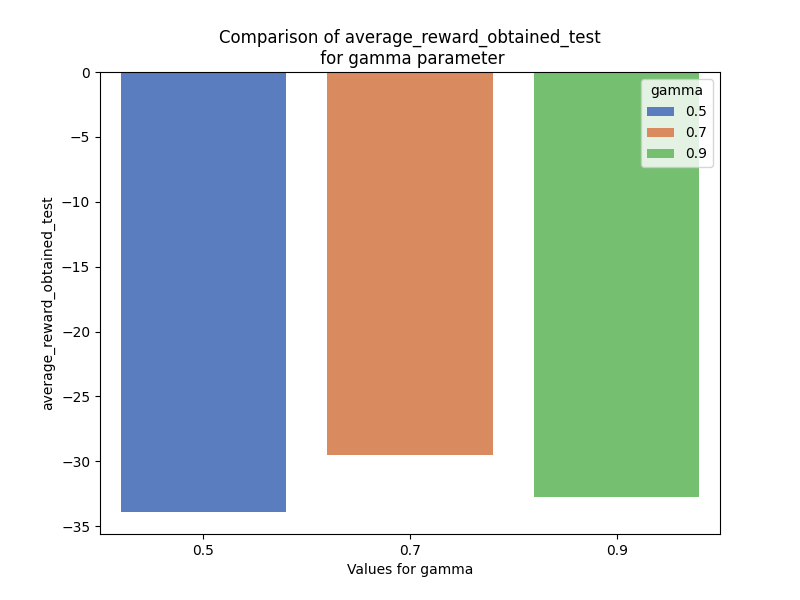 Comparison of average_reward_obtained_test
for gamma parameter
gamma
0.5
0.7
0.9
0
−5
−10
−15
−20
−25
−30
−35
average_reward_obtained_test
0.5 0.7 0.9
Values for gamma